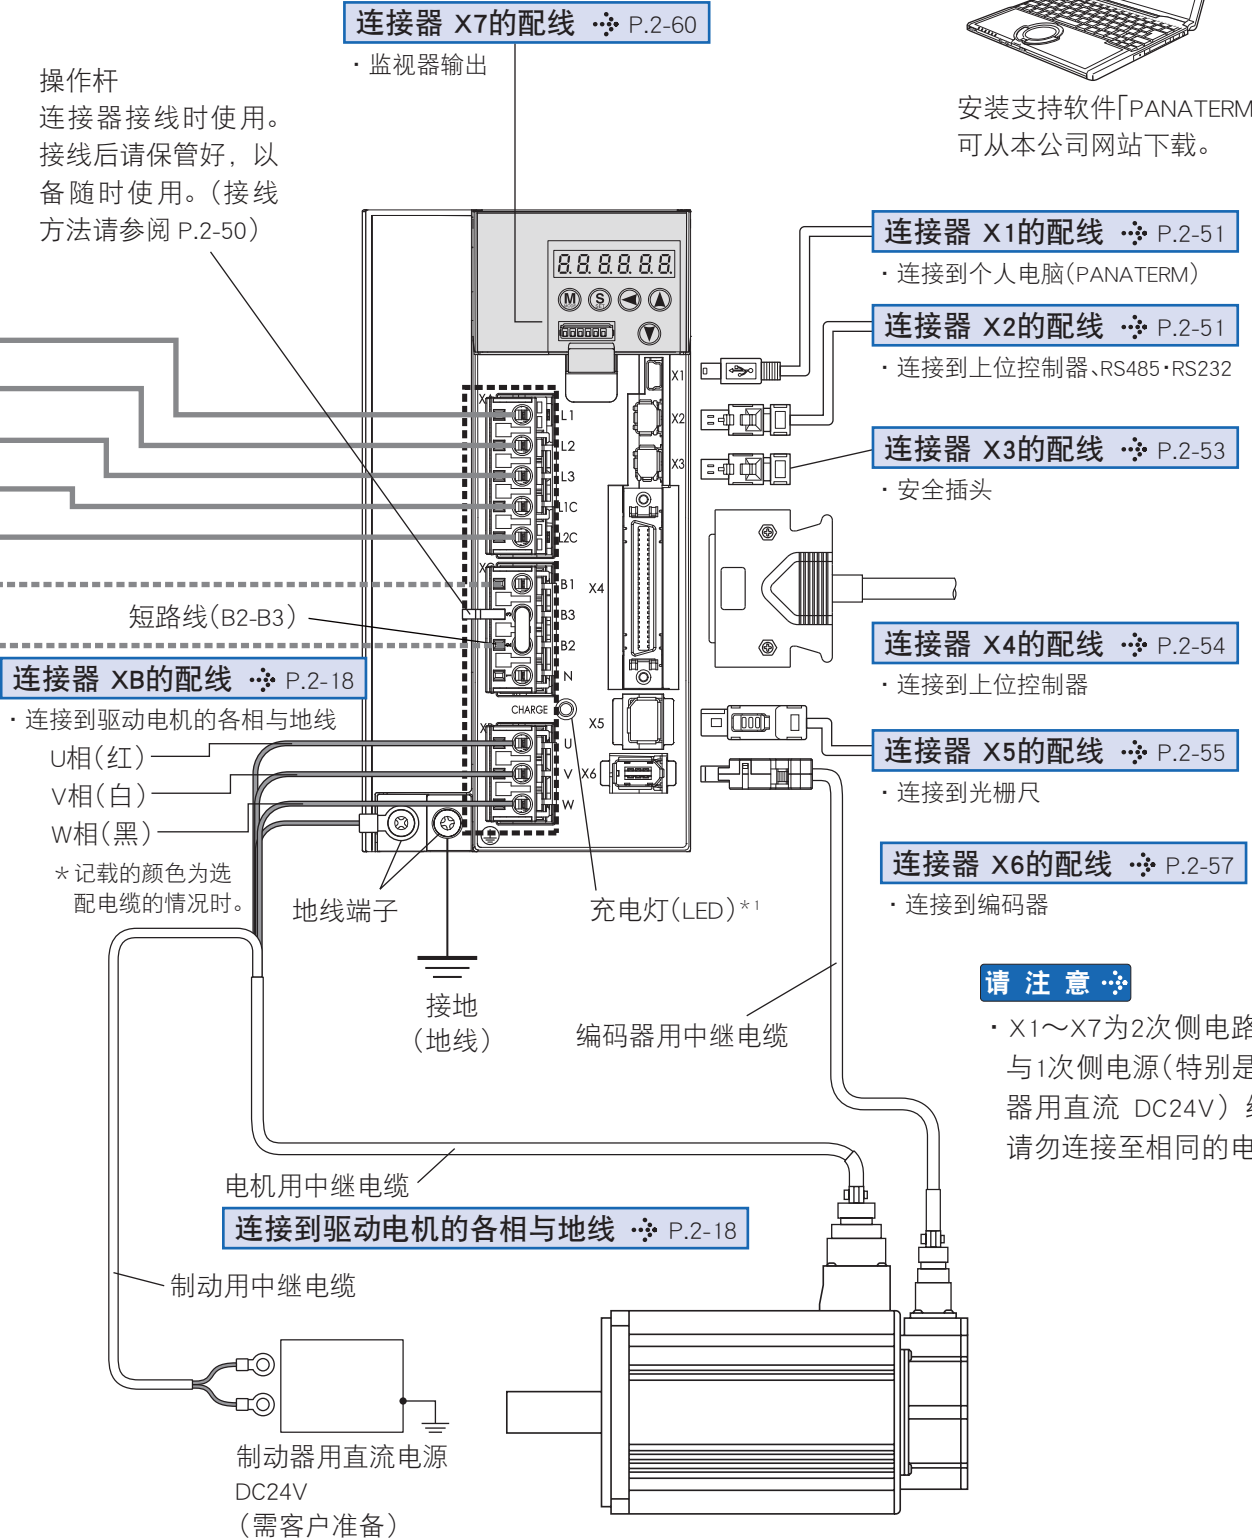 连接器 X7的配线 P.2-60
・监视器输出
操作杆
连接器接线时使用。
接线后请保管好，以
备随时使用。（接线
方法请参阅 P.2-50）
安装支持软件「PANATERM
可从本公司网站下载。
连接器 X1的配线 P.2-51
・连接到个人电脑（PANATERM）
连接器 X2的配线 P.2-51
・连接到上位控制器、RS485・RS232
连接器 X3的配线 P.2-53
・安全插头
8.8.8.8.8.8.
M
S
X1
X2
X3
L1
L2
L3
L1C
L2C
B1
B3
B2
N
X4
短路线（B2-B3）
连接器 X4的配线 P.2-54
・连接到上位控制器
连接器 XB的配线 P.2-18
・连接到驱动电机的各相与地线
CHARGE
X5
U
V
W
X6
U相（红）
V相（白）
W相（黑）
＊记载的颜色为选
配电缆的情况时。
连接器 X5的配线 P.2-55
・连接到光栅尺
连接器 X6的配线 P.2-57
・连接到编码器
地线端子
充电灯（LED）*1
接地
（地线）
编码器用中继电缆
请 注 意
・X1～X7为2次侧电路
与1次侧电源（特别是
器用直流 DC24V）
请勿连接至相同的电
电机用中继电缆
连接到驱动电机的各相与地线 P.2-18
制动用中继电缆
制动器用直流电源
DC24V
（需客户准备）